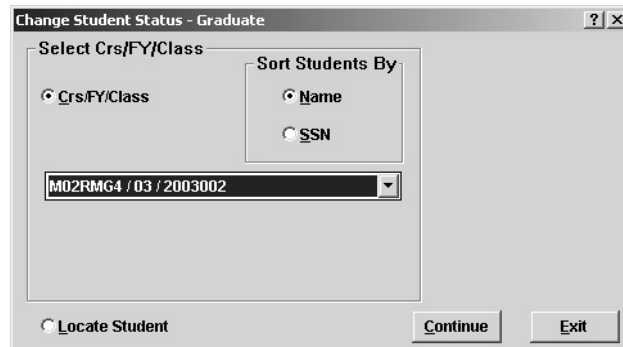 Change Student Status - Graduate
Select Crs/FY/Class
Sort Students By
Crs/FY/Class
Name
SSN
M02RMG4 / 03 / 2003002
Locate Student
Continue
Exit